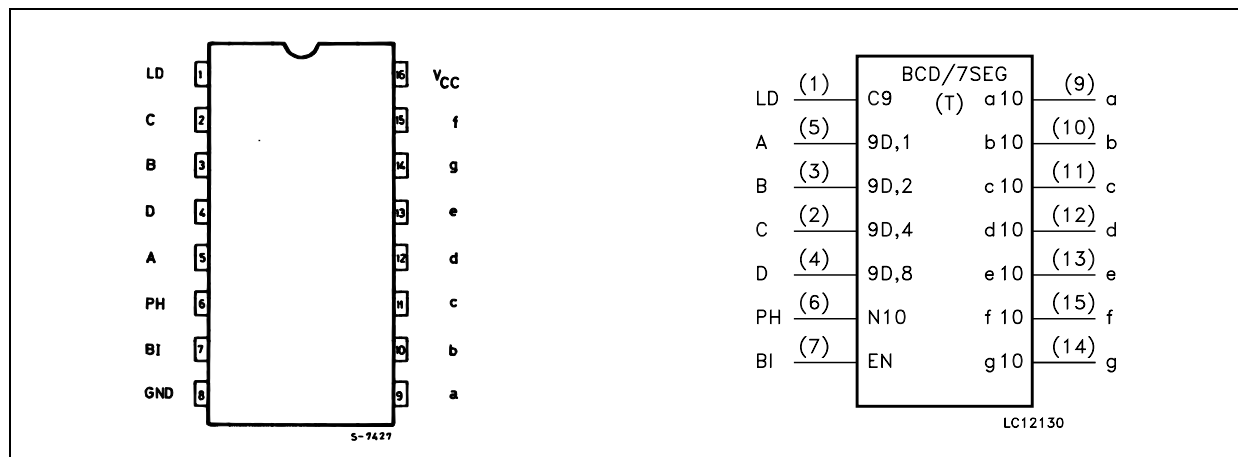 LD 1 16 VCC
C 2 15 f
B 3 14 g
D 4 13 e
A 5 12 d
PH 6 11 c
BI 7 10 b
GND 8 9 a
S-7427
BCD/7SEG
(T)
LD (1) C9 a10 (9) a
A (5) 9D,1 b10 (10) b
B (3) 9D,2 c10 (11) c
C (2) 9D,4 d10 (12) d
D (4) 9D,8 e10 (13) e
PH (6) N10 f10 (15) f
BI (7) EN g10 (14) g
LC12130